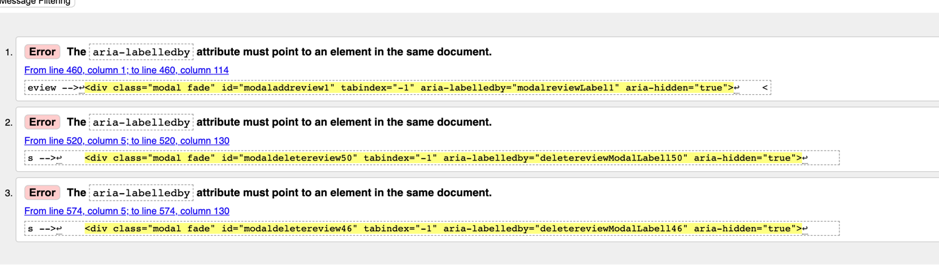 Message Filtering
1. Error The aria-labelledby attribute must point to an element in the same document.
From line 460, column 1; to line 460, column 114
eview -->↩<div class="modal fade" id="modaladdreview1" tabindex="-1" aria-labelledby="modalreviewLabel1" aria-hidden="true">↩ <
2. Error The aria-labelledby attribute must point to an element in the same document.
From line 520, column 5; to line 520, column 130
s -->↩ <div class="modal fade" id="modaldeletereview50" tabindex="-1" aria-labelledby="deletereviewModalLabel150" aria-hidden="true">↩
3. Error The aria-labelledby attribute must point to an element in the same document.
From line 574, column 5; to line 574, column 130
s -->↩ <div class="modal fade" id="modaldeletereview46" tabindex="-1" aria-labelledby="deletereviewModalLabel146" aria-hidden="true">↩